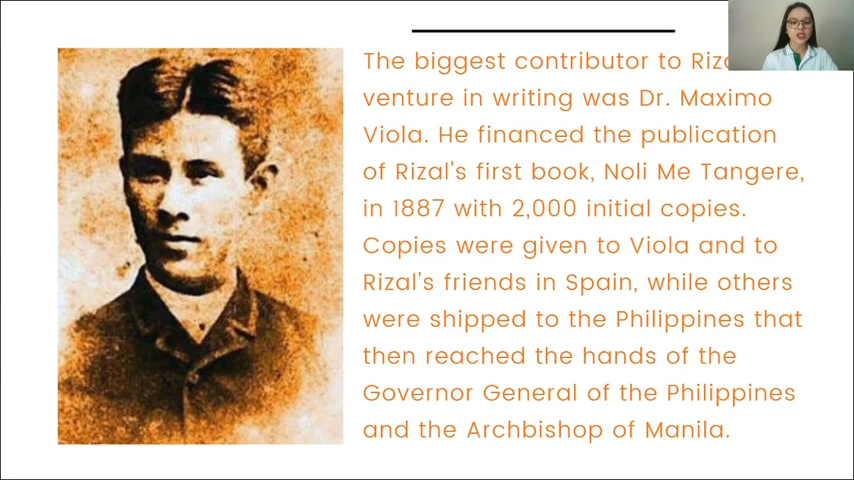 The biggest contributor to
venture in writing was Dr. Maximo
Viola. He financed the publication
of Rizal's first book, Noli Me Tangere,
in 1887 with 2,000 initial copies.
Copies were given to Viola and to
Rizal's friends in Spain, while others
were shipped to the Philippines that
then reached the hands of the
Governor General of the Philippines
and the Archbishop of Manila.